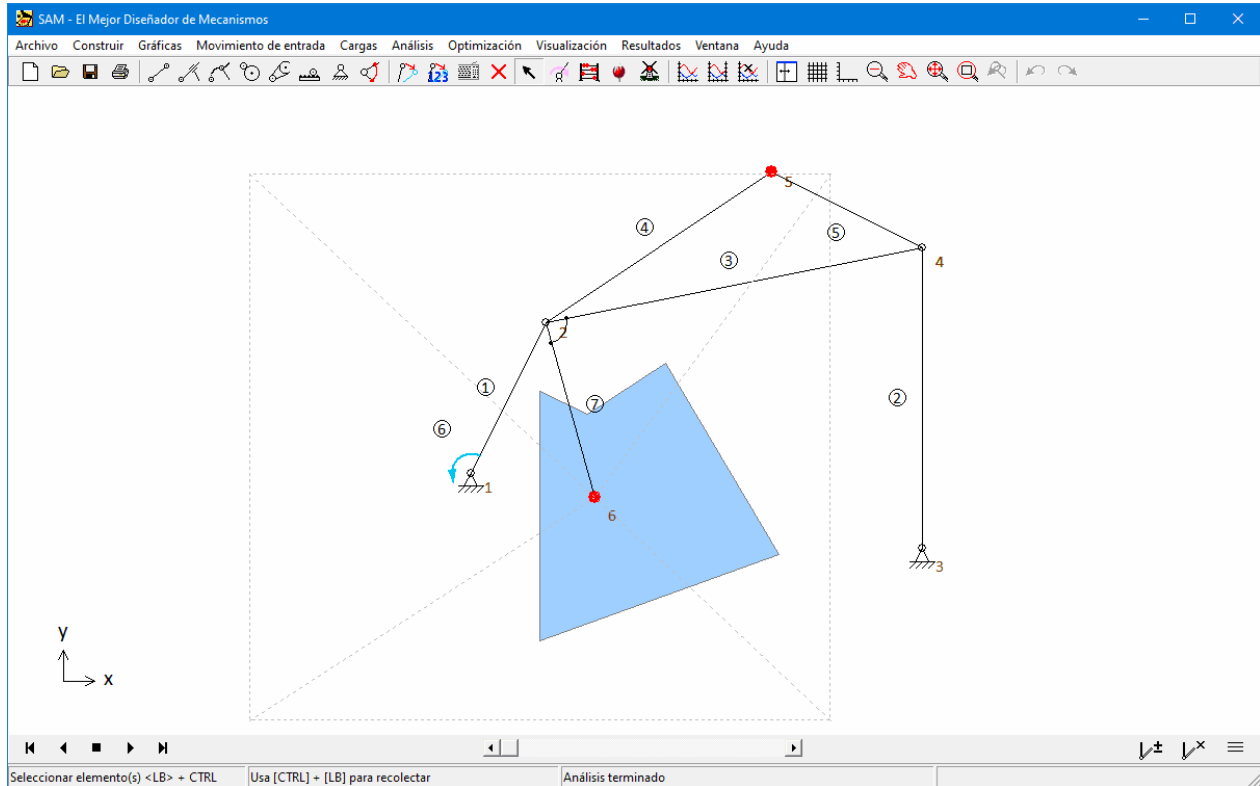 SAM - El Mejor Diseñador de Mecanismos
Archivo Construir Gráficas Movimiento de entrada Cargas Análisis Optimización Visualización Resultados Ventana Ayuda
123
5
4
5
3
4
2
1
7
2
6
1
6
3
y
x
Seleccionar elemento(s) <LB> + CTRL Usa [CTRL] + [LB] para recolectar Análisis terminado